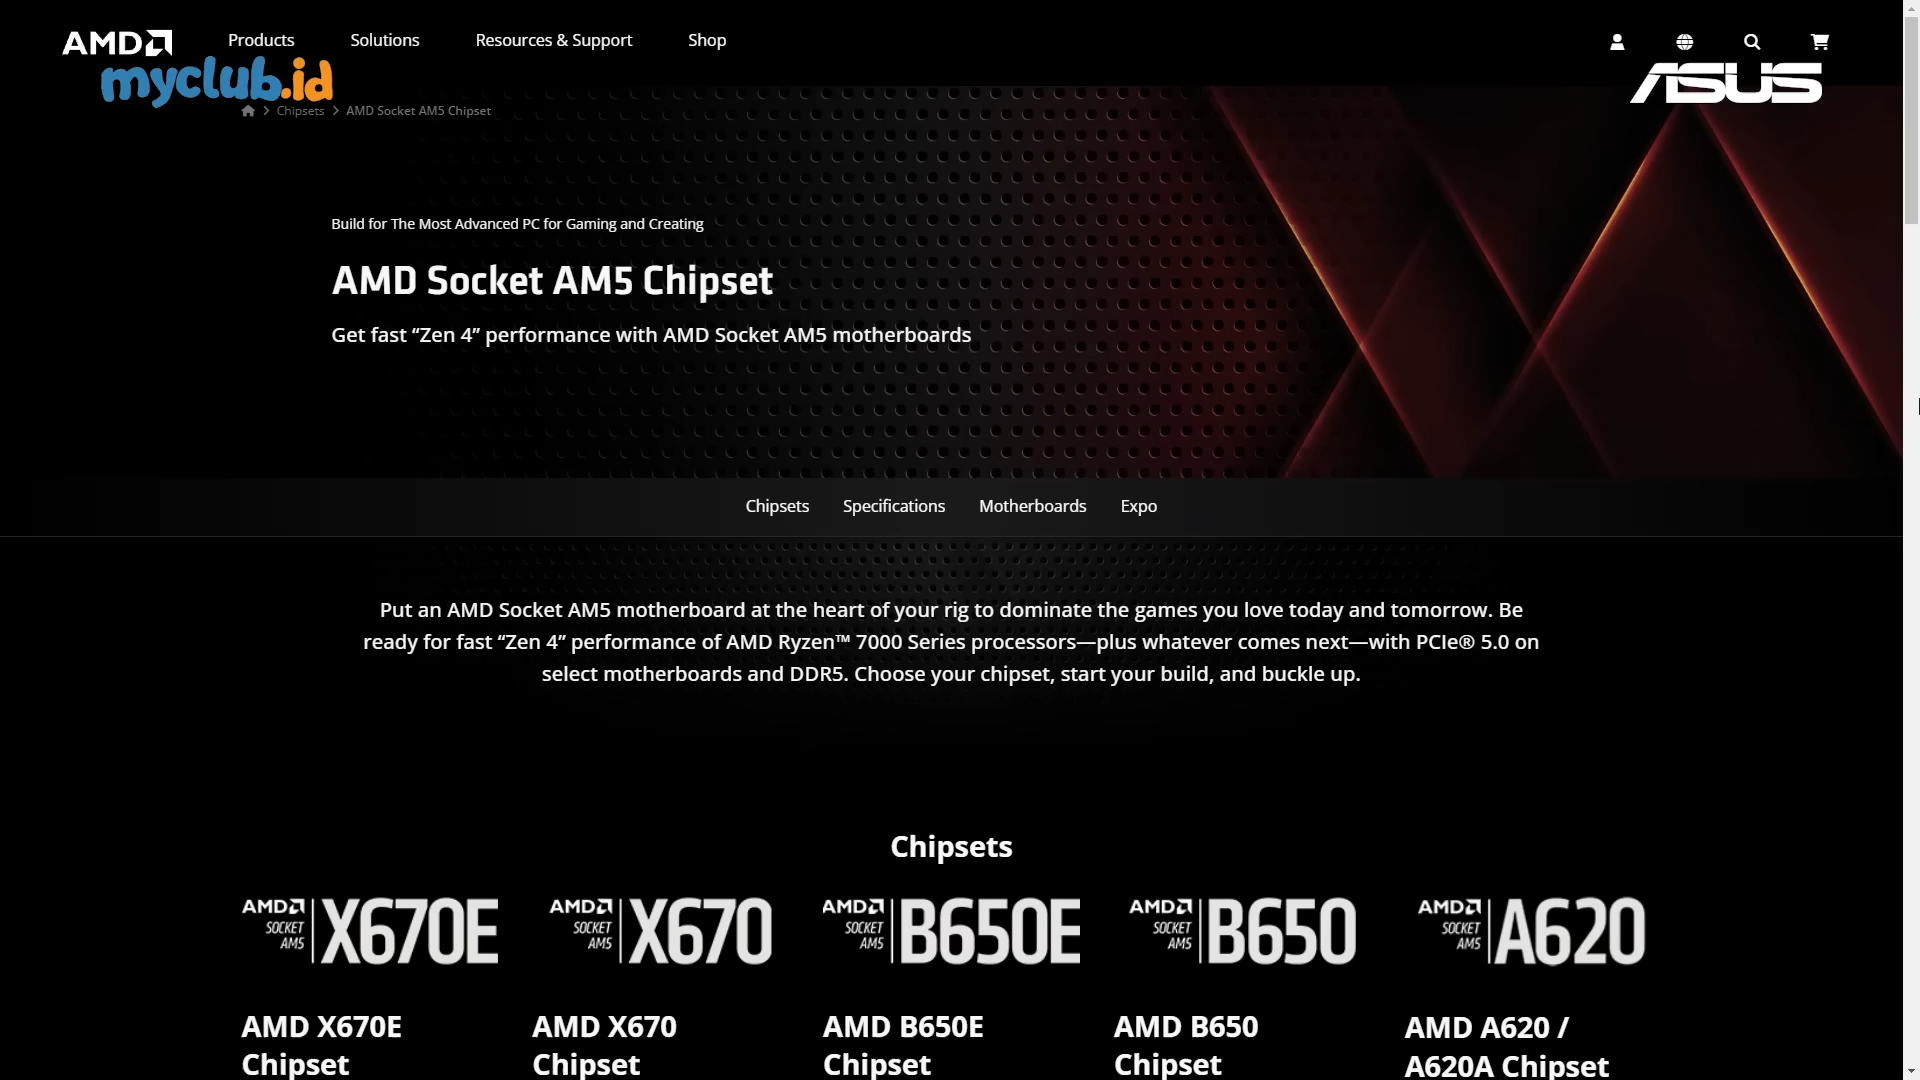 AMD
Products
Solutions
Resources & Support
Shop
myclub.id
ASUS
Chipsets
AMD Socket AM5 Chipset
Build for The Most Advanced PC for Gaming and Creating
AMD Socket AM5 Chipset
Get fast “Zen 4” performance with AMD Socket AM5 motherboards
Chipsets
Specifications
Motherboards
Expo
Put an AMD Socket AM5 motherboard at the heart of your rig to dominate the games you love today and tomorrow. Be
ready for fast “Zen 4” performance of AMD Ryzen™ 7000 Series processors—plus whatever comes next—with PCIe® 5.0 on
select motherboards and DDR5. Choose your chipset, start your build, and buckle up.
Chipsets
AMD
SOCKET
AM5
X670E
AMD
SOCKET
AM5
X670
AMD
SOCKET
AM5
B650E
AMD
SOCKET
AM5
B650
AMD
SOCKET
AM5
A620
AMD X670E
Chipset
AMD X670
Chipset
AMD B650E
Chipset
AMD B650
Chipset
AMD A620 /
A620A Chipset